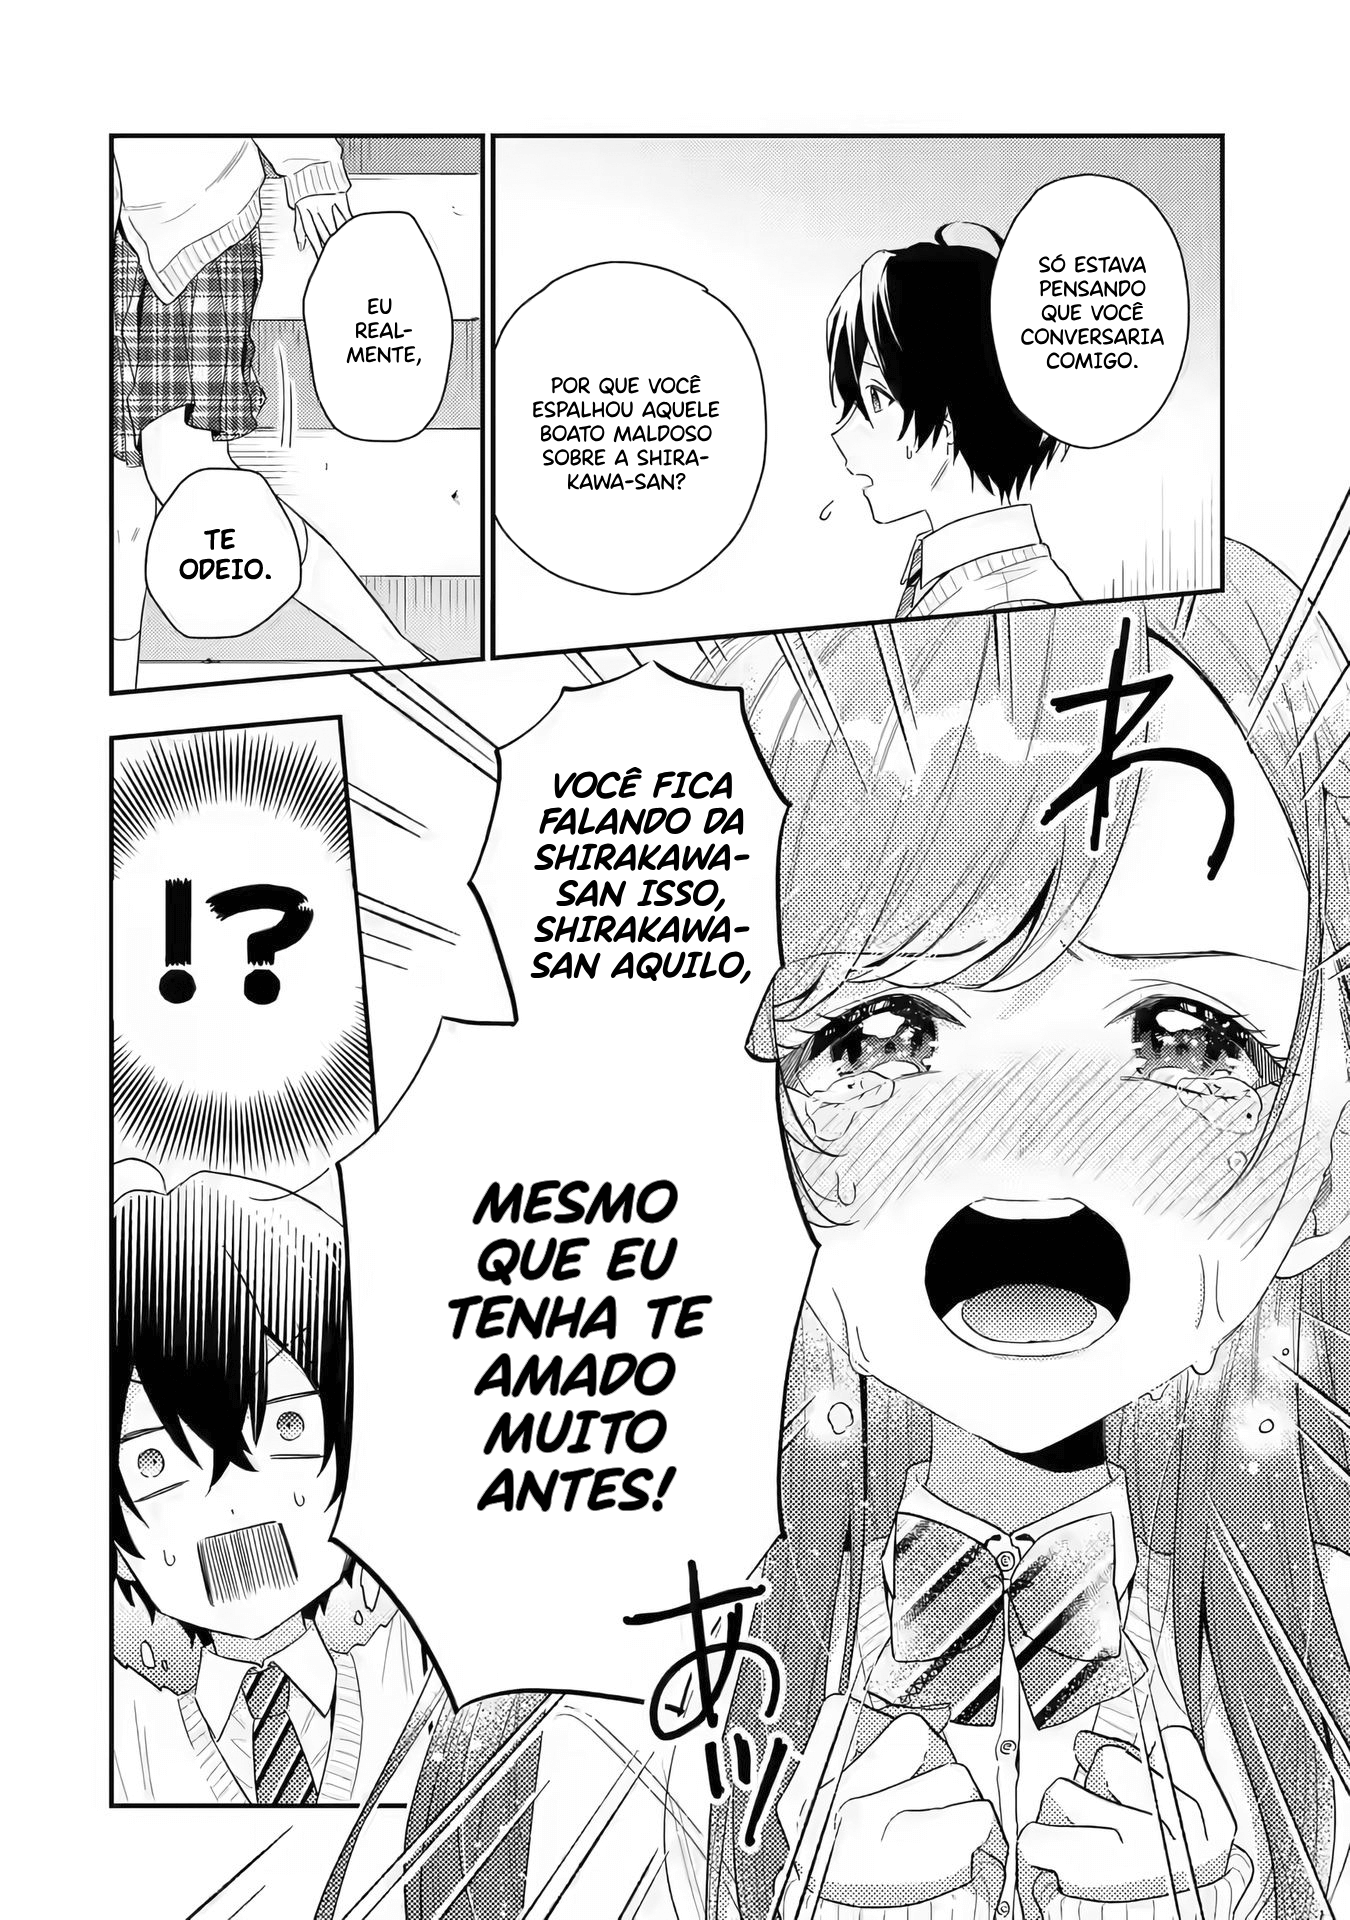 SÓ ESTAVA
PENSANDO
QUE VOCÊ
CONVERSARIA
COMIGO.
POR QUE VOCÊ
ESPALHOU AQUELE
BOATO MALDOSO
SOBRE A SHIRA-
KAWA-SAN?
EU
REAL-
MENTE,
TE
ODEIO.
わ
VOCÊ FICA
FALANDO DA
SHIRAKAWA-
SAN ISSO,
SHIRAKAWA-
SAN AQUILO,
!?
MESMO
QUE EU
TENHA TE
AMADO
MUITO
ANTES!
あッ